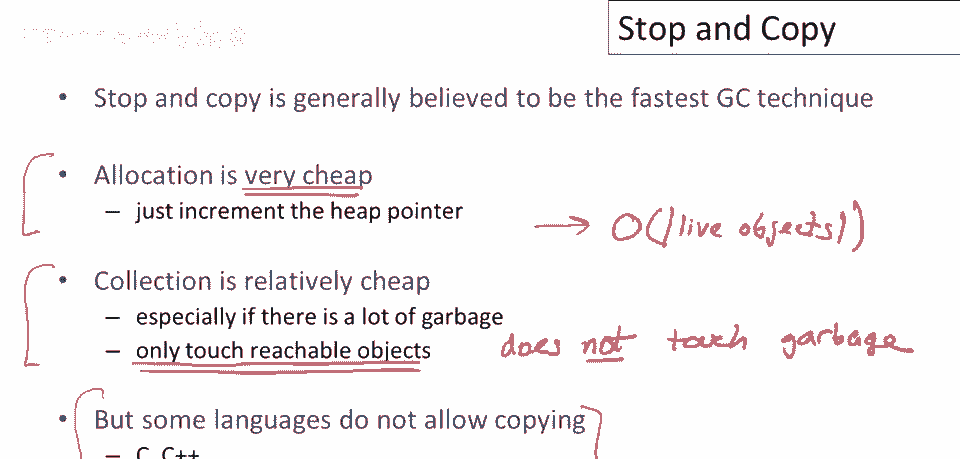 Stop and Copy
• Stop and copy is generally believed to be the fastest GC technique
• Allocation is very cheap
– just increment the heap pointer
→ O(|live objects|)
• Collection is relatively cheap
– especially if there is a lot of garbage
– only touch reachable objects
does not touch garbage
• But some languages do not allow copying
– C, C++